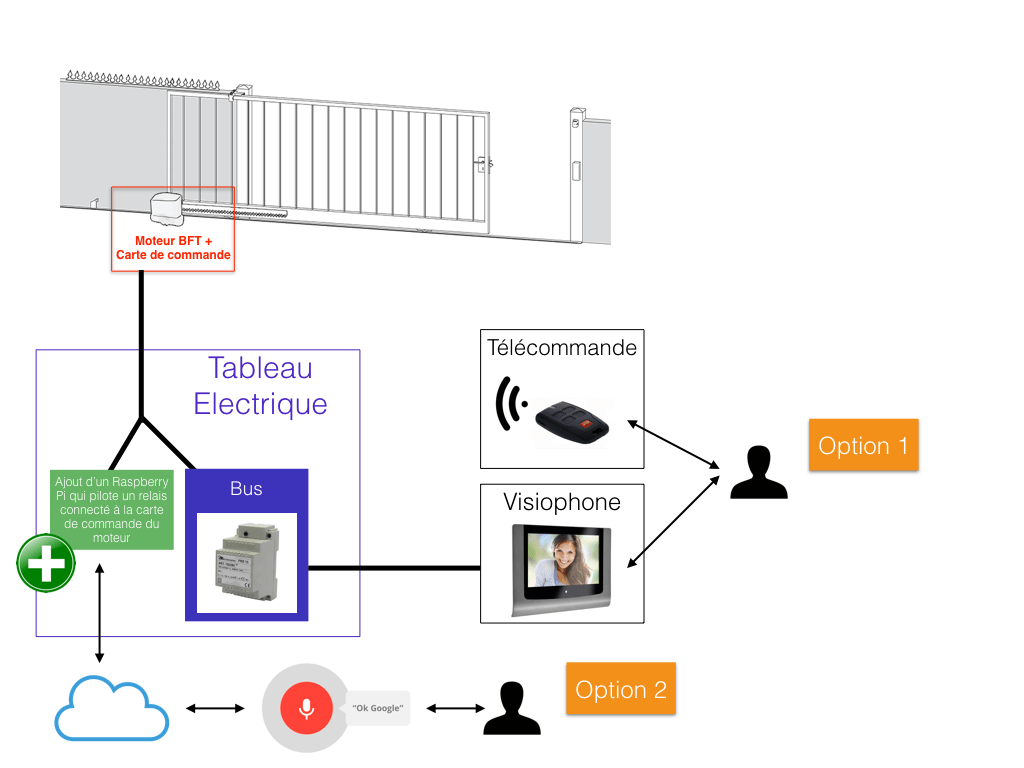 Moteur BFT +
Carte de commande
Tableau
Electrique
Télécommande
Option 1
Ajout d'un Raspberry
Pi qui pilote un relais
connecté à la carte
de commande du
moteur
Bus
Visiophone
Option 2
"Ok Google"